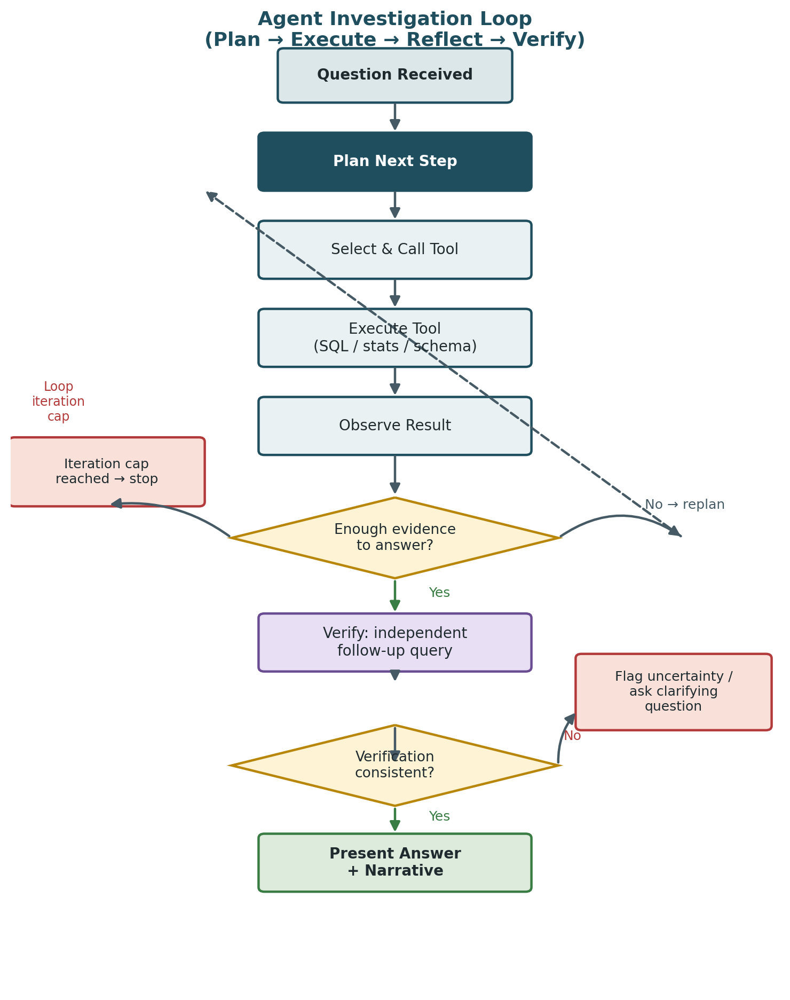 Agent Investigation Loop
(Plan → Execute → Reflect → Verify)
Question Received
Plan Next Step
Select & Call Tool
Execute Tool
(SQL / stats / schema)
Loop
iteration
cap
Observe Result
Iteration cap
reached → stop
No → replan
Enough evidence
to answer?
Yes
Verify: independent
follow-up query
Flag uncertainty /
ask clarifying
question
No
Verification
consistent?
Yes
Present Answer
+ Narrative